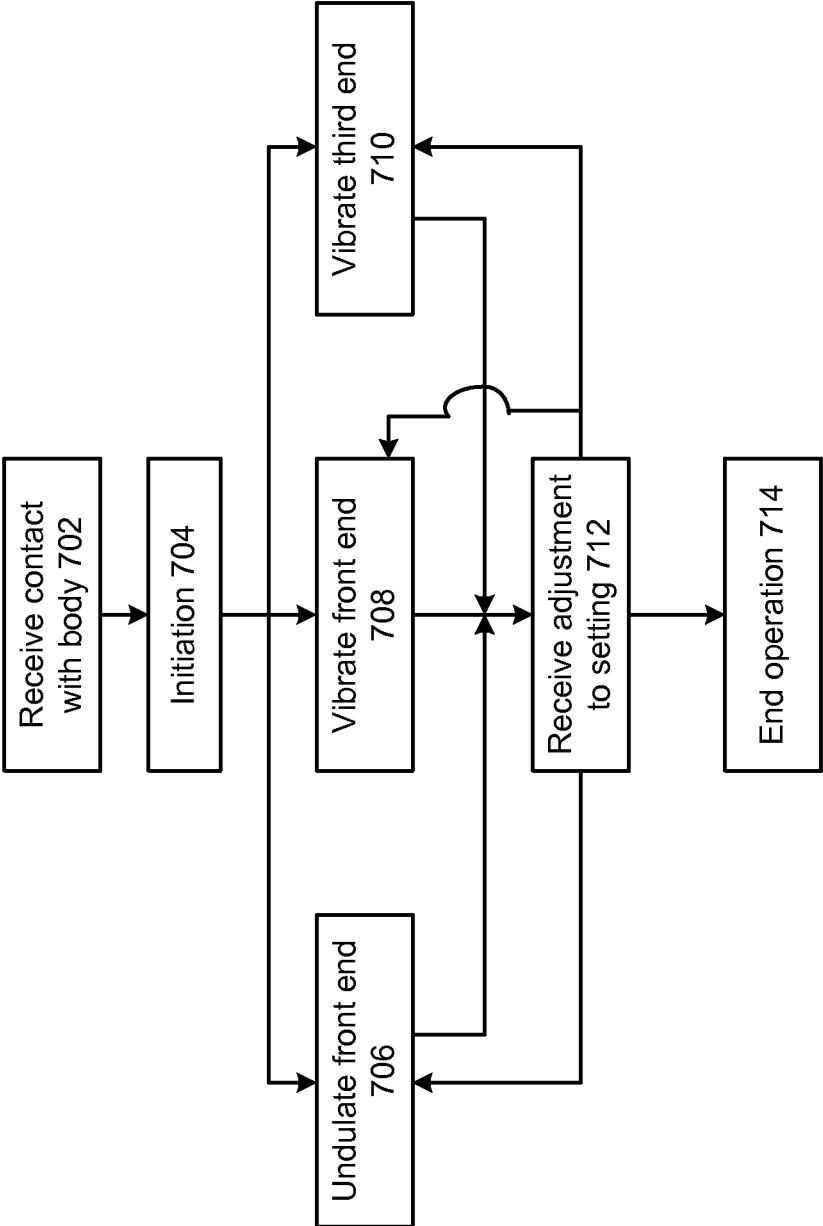 Receive contact
with body 702
Initiation 704
Undulate front end
706
Vibrate front end
708
Vibrate third end
710
Receive adjustment
to setting 712
End operation 714